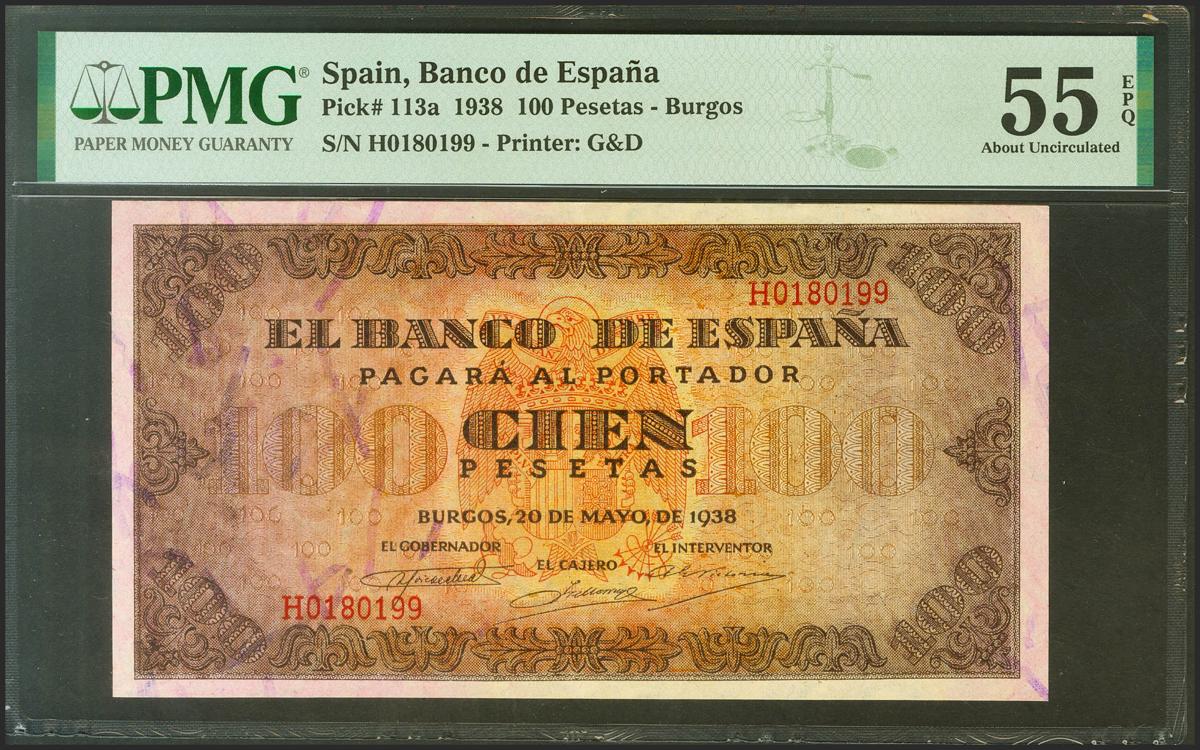 PMG®
PAPER MONEY GUARANTY
Spain, Banco de España
Pick# 113a 1938 100 Pesetas - Burgos
S/N H0180199 - Printer: G&D
55
EPQ
About Uncirculated
H0180199
EL BANCO DE ESPAÑA
PAGARÁ AL PORTADOR
100 CIEN 100
PESETAS
BURGOS, 20 DE MAYO, DE 1938
EL GOBERNADOR EL CAJERO EL INTERVENTOR
H0180199